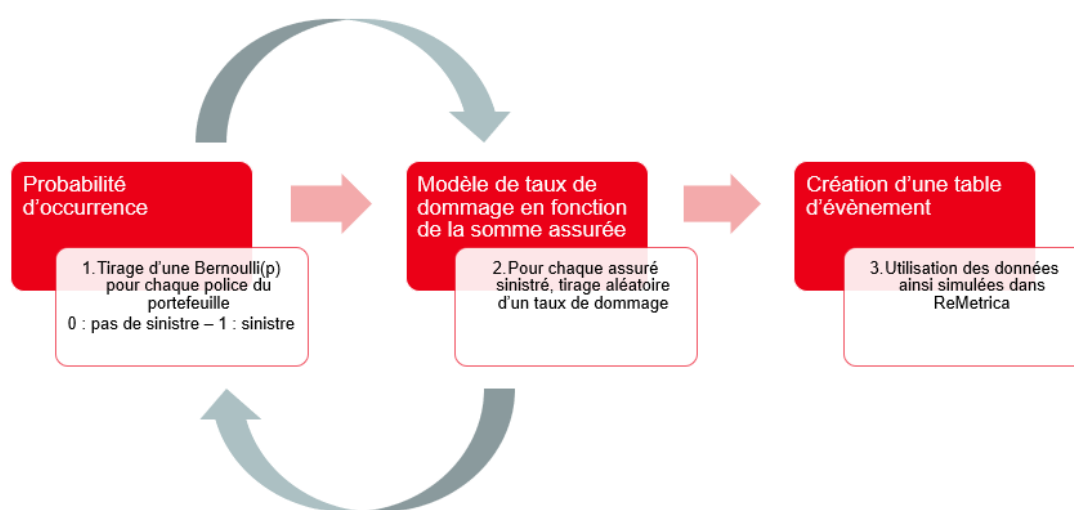 Probabilité
d'occurrence
1.Tirage d'une Bernoulli(p)
pour chaque police du
portefeuille
0 : pas de sinistre – 1 : sinistre
Modèle de taux de
dommage en fonction
de la somme assurée
2.Pour chaque assuré
sinistré, tirage aléatoire
d'un taux de dommage
Création d'une table
d'évènement
3.Utilisation des données
ainsi simulées dans
ReMetrica